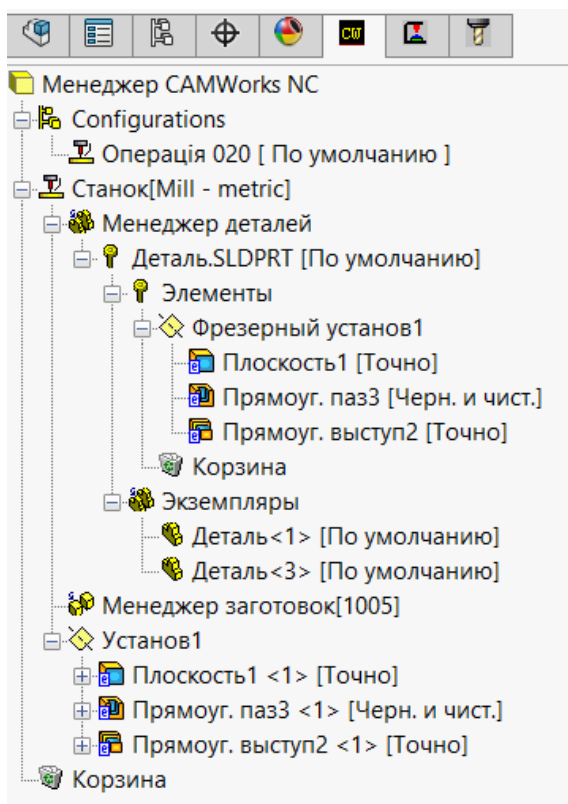 CW
Менеджер CAMWorks NC
Configurations
Операція 020 [ По умолчанию ]
Станок[Mill - metric]
Менеджер деталей
Деталь.SLDPRT [По умолчанию]
Элементы
Фрезерный установ1
Плоскость1 [Точно]
Прямоуг. паз3 [Черн. и чист.]
Прямоуг. выступ2 [Точно]
Корзина
Экземпляры
Деталь<1> [По умолчанию]
Деталь<3> [По умолчанию]
Менеджер заготовок[1005]
Установ1
Плоскость1 <1> [Точно]
Прямоуг. паз3 <1> [Черн. и чист.]
Прямоуг. выступ2 <1> [Точно]
Корзина